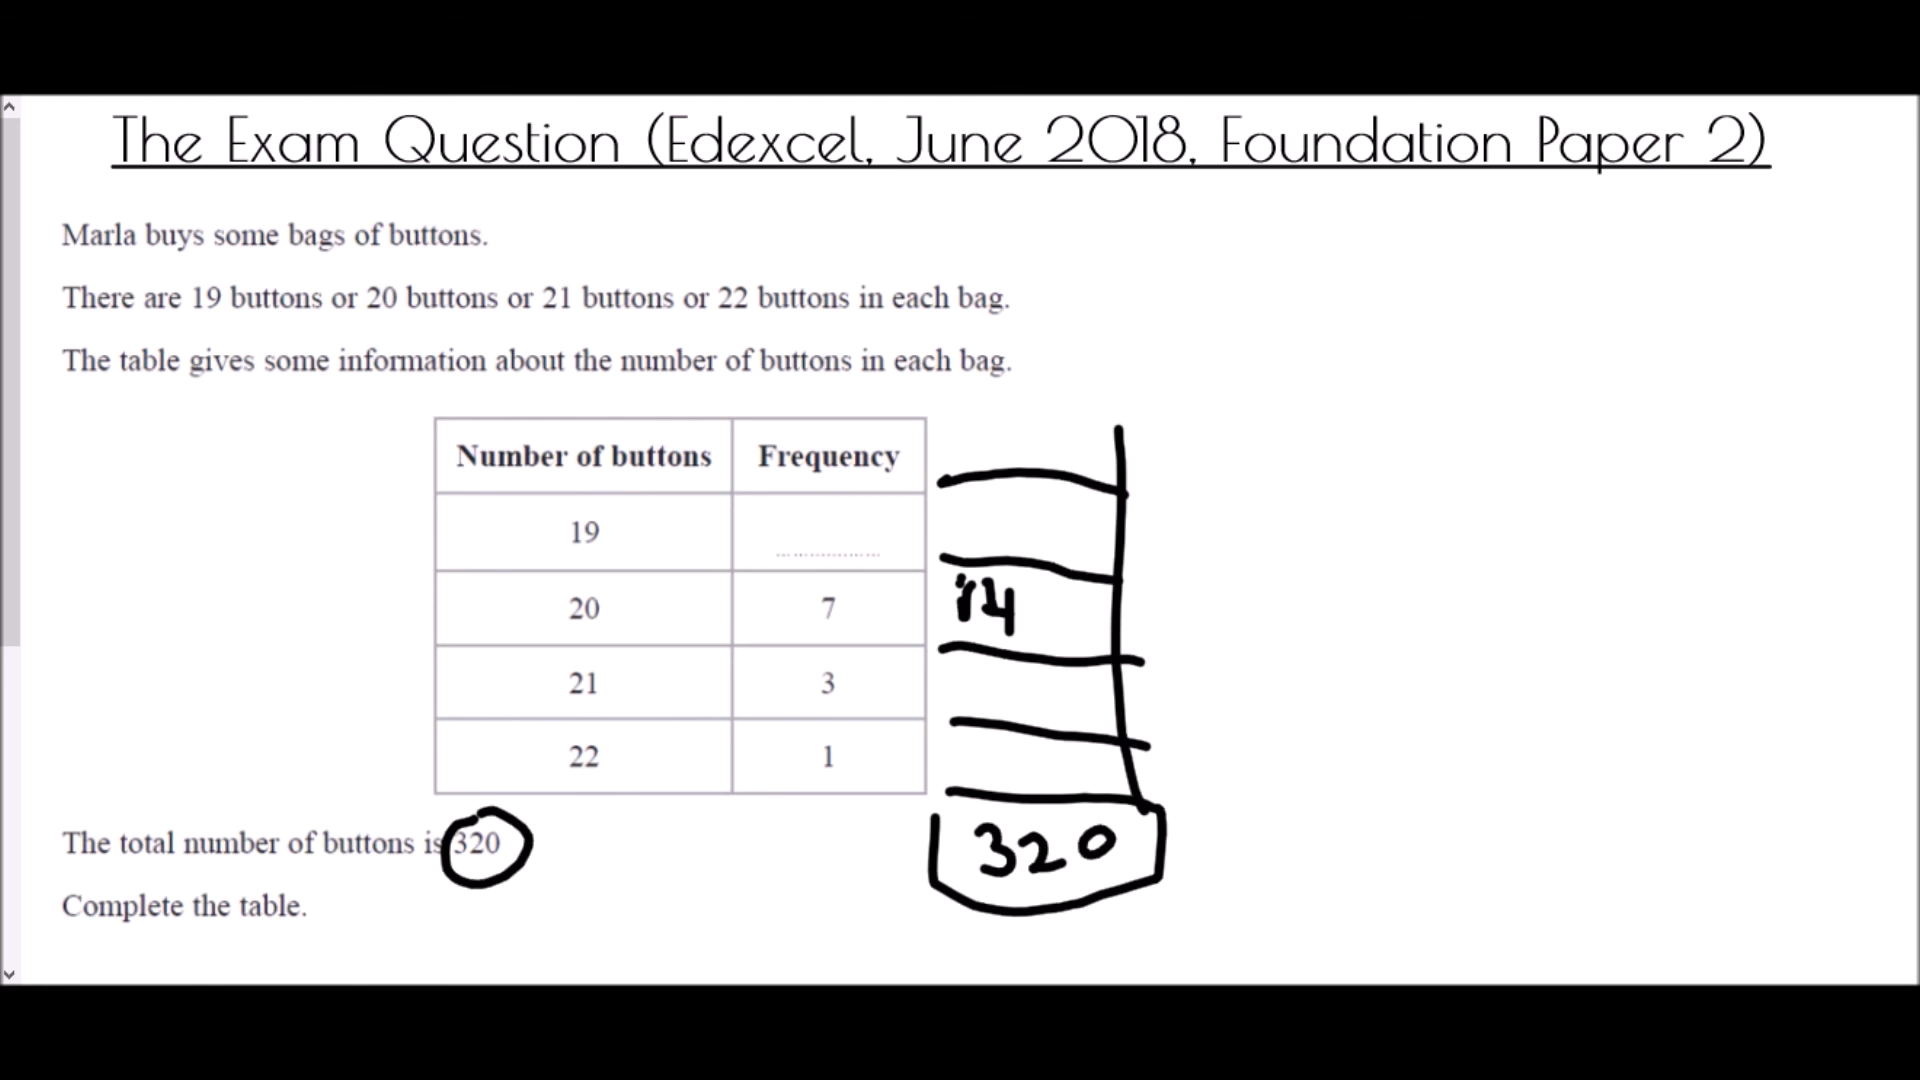 The Exam Question (Edexcel, June 2018, Foundation Paper 2)
Marla buys some bags of buttons.
There are 19 buttons or 20 buttons or 21 buttons or 22 buttons in each bag.
The table gives some information about the number of buttons in each bag.
Number of buttons Frequency
19 ..................
20 7 14
21 3
22 1
The total number of buttons is 320 320
Complete the table.